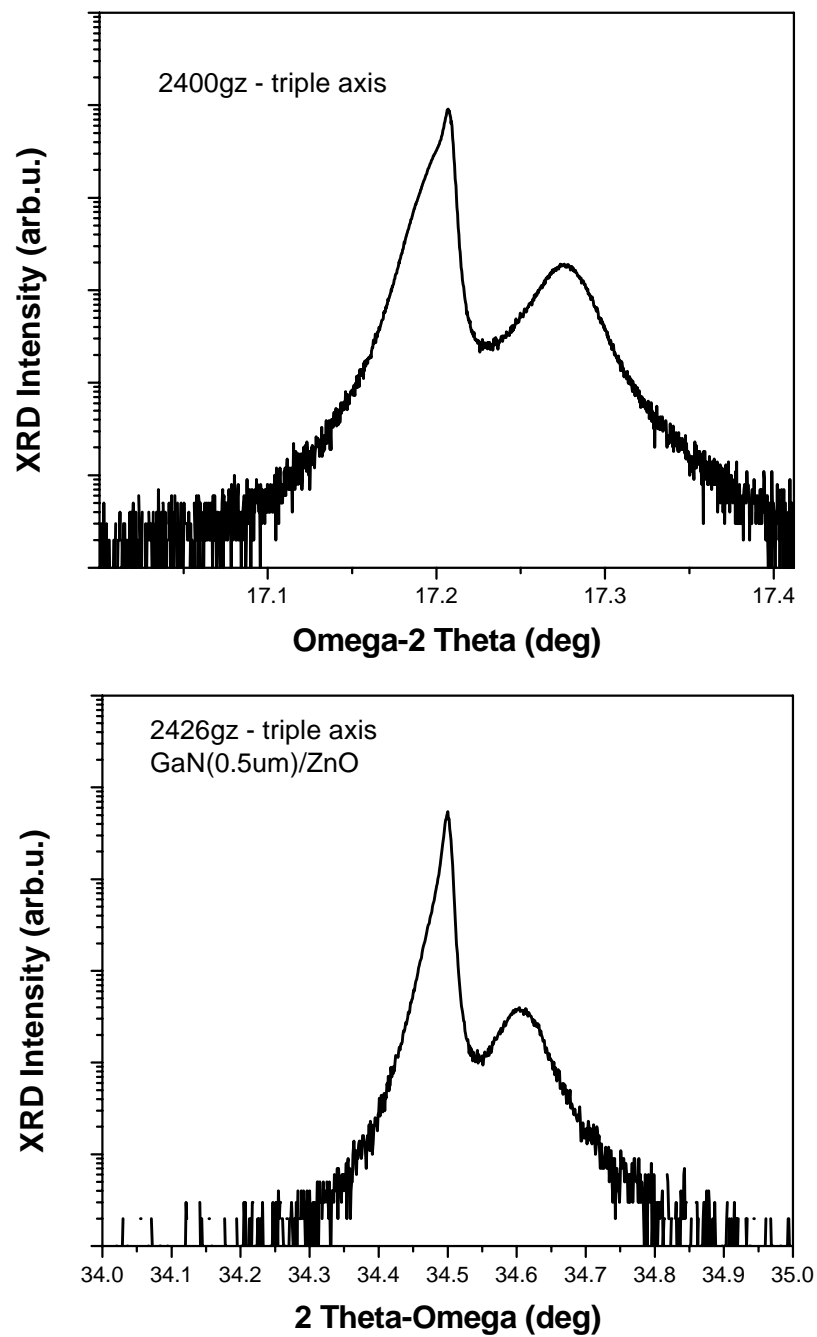 2400gz - triple axis
XRD Intensity (arb.u.)
17.1 17.2 17.3 17.4
Omega-2 Theta (deg)
2426gz - triple axis
GaN(0.5um)/ZnO
XRD Intensity (arb.u.)
34.0 34.1 34.2 34.3 34.4 34.5 34.6 34.7 34.8 34.9 35.0
2 Theta-Omega (deg)